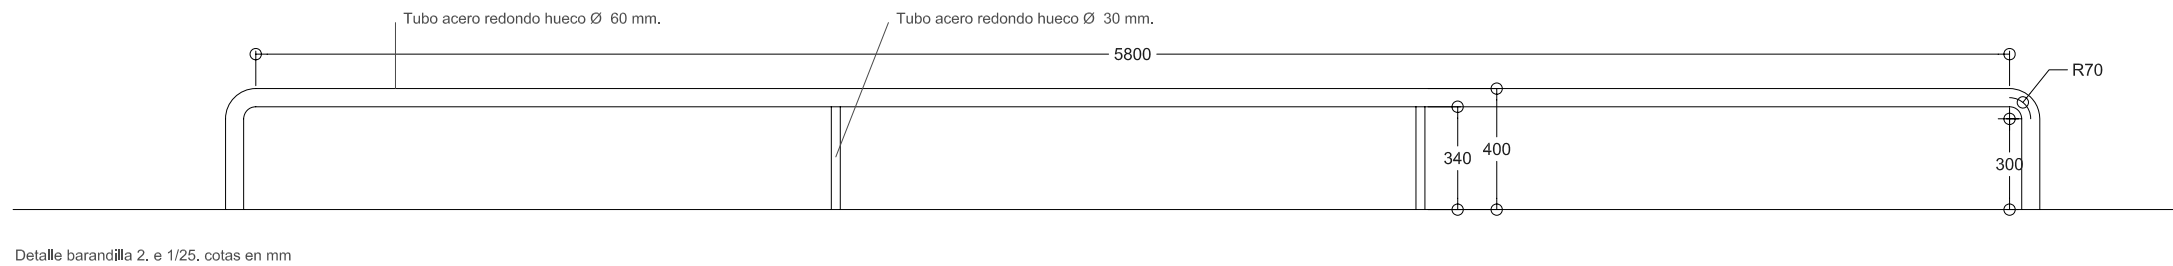 Tubo acero redondo hueco Ø 60 mm.
Tubo acero redondo hueco Ø 30 mm.
5800
R70
340
400
300
Detalle barandilla 2. e 1/25. cotas en mm